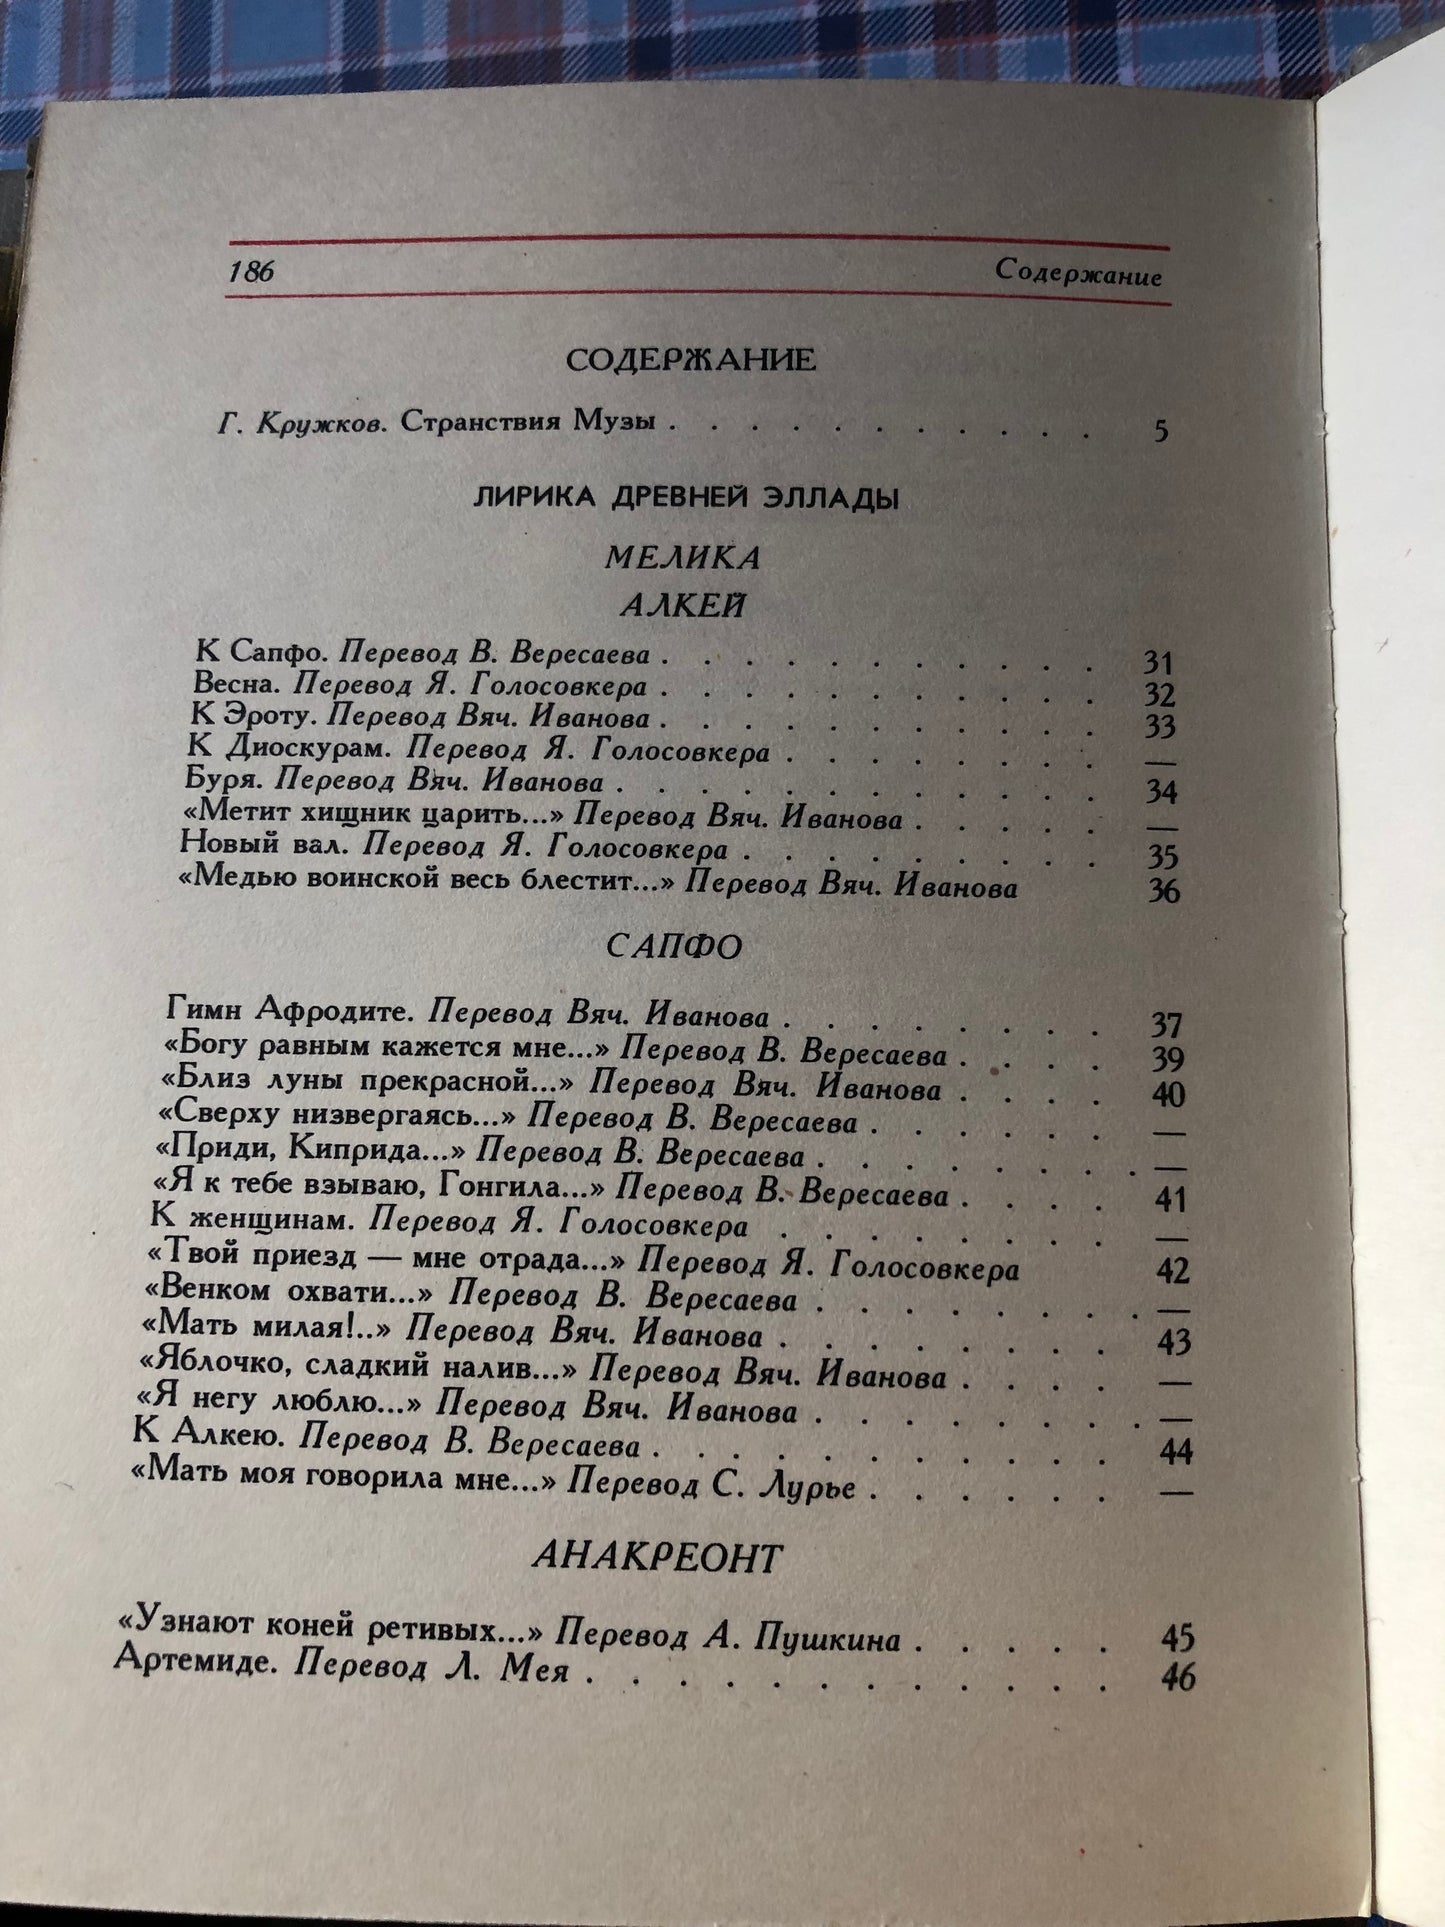 186 Содержание
СОДЕРЖАНИЕ
Г. Кружков. Странствия Музы . . . . . . . . . . . 5
ЛИРИКА ДРЕВНЕЙ ЭЛЛАДЫ
МЕЛИКА
АЛКЕЙ
К Сапфо. Перевод В. Вересаева . . . . . . . . . . . 31
Весна. Перевод Я. Голосовкера . . . . . . . . . . . 32
К Эроту. Перевод Вяч. Иванова . . . . . . . . . . . 33
К Диоскурам. Перевод Я. Голосовкера . . . . . . . . —
Буря. Перевод Вяч. Иванова . . . . . . . . . . . . 34
«Метит хищник царить...» Перевод Вяч. Иванова . . . . . —
Новый вал. Перевод Я. Голосовкера . . . . . . . . . 35
«Медью воинской весь блестит...» Перевод Вяч. Иванова 36
САПФО
Гимн Афродите. Перевод Вяч. Иванова . . . . . . . . 37
«Богу равным кажется мне...» Перевод В. Вересаева . . . . 39
«Близ луны прекрасной...» Перевод Вяч. Иванова . . . . 40
«Сверху низвергаясь...» Перевод В. Вересаева . . . . . . —
«Приди, Киприда...» Перевод В. Вересаева . . . . . . . . —
«Я к тебе взываю, Гонгила...» Перевод В. Вересаева . . . . 41
К женщинам. Перевод Я. Голосовкера . . . . . . . . —
«Твой приезд — мне отрада...» Перевод Я. Голосовкера 42
«Венком охвати...» Перевод В. Вересаева . . . . . . . . —
«Мать милая!..» Перевод Вяч. Иванова . . . . . . . . 43
«Яблочко, сладкий налив...» Перевод Вяч. Иванова . . . . —
«Я негу люблю...» Перевод Вяч. Иванова . . . . . . . . —
К Алкею. Перевод В. Вересаева . . . . . . . . . . . 44
«Мать моя говорила мне...» Перевод С. Лурье . . . . . . —
АНАКРЕОНТ
«Узнают коней ретивых...» Перевод А. Пушкина . . . . . 45
Артемиде. Перевод Л. Мея . . . . . . . . . . . . 46